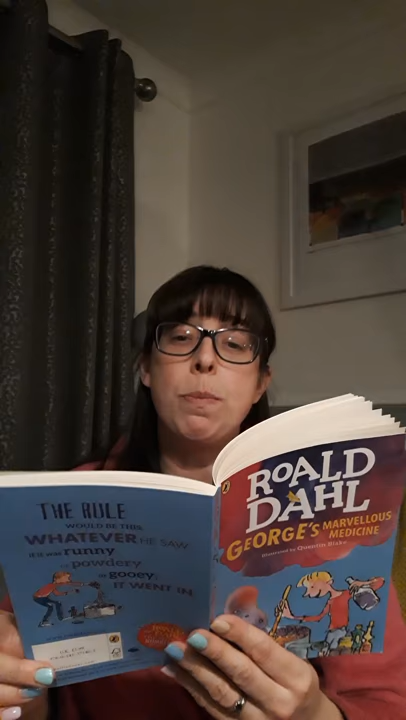 THE RULE
WOULD BE THIS:
WHATEVER HE SAW
if it was runny
or powdery
or gooey,
IT WENT IN.
ROALD
DAHL
GEORGE'S MARVELLOUS
MEDICINE
Illustrated by Quentin Blake